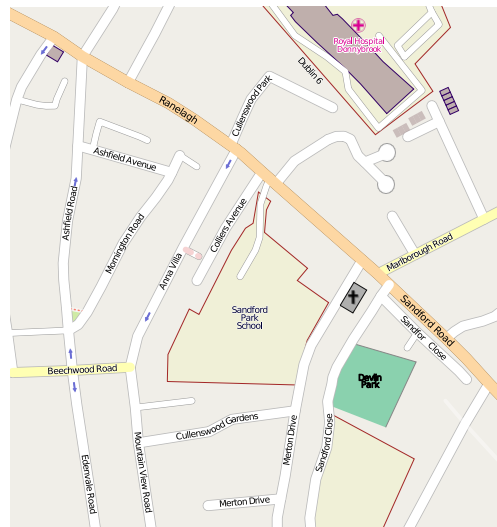 Royal Hospital
Donnybrook
Dublin 6
Ranelagh
Cullenswood Park
Ashfield Avenue
Ashfield Road
Mornington Road
Anna Villa
Colliers Avenue
Marlborough Road
Sandford
Park
School
Sandford Road
Sandfor Close
Beechwood Road
Devlin
Park
Cullenswood Gardens
Merton Drive
Sandford Close
Mountain View Road
Edenvale Road
Merton Drive